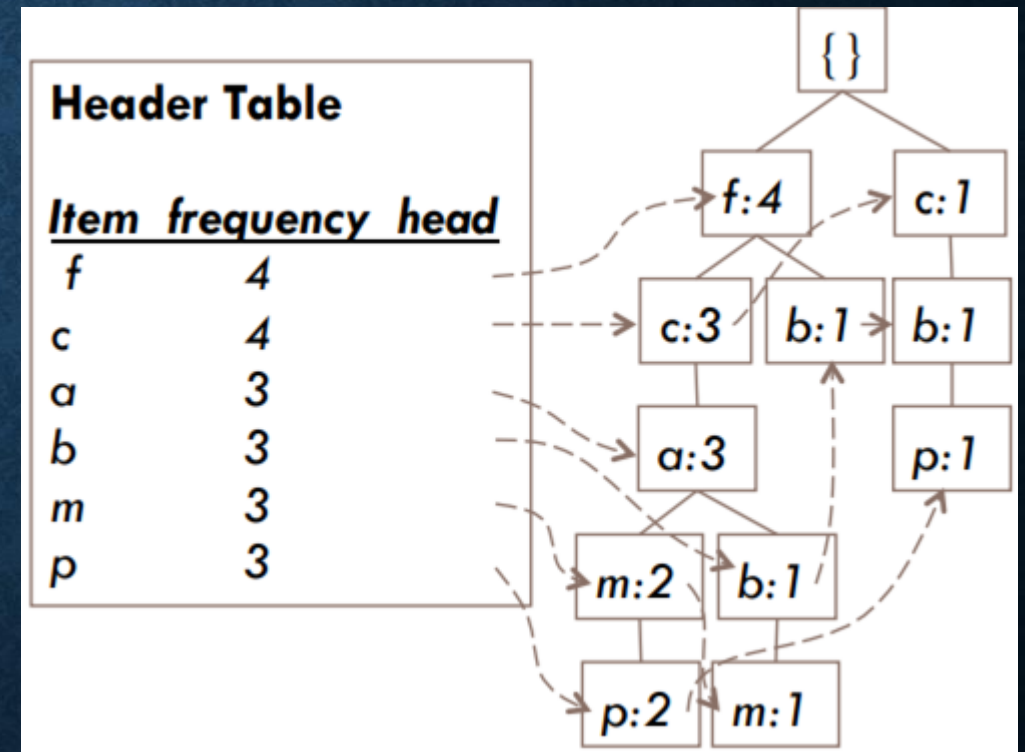 Header Table
Item frequency head
f 4
c 4
a 3
b 3
m 3
p 3
{}
f:4 c:1
c:3 b:1 b:1
a:3 p:1
m:2 b:1
p:2 m:1